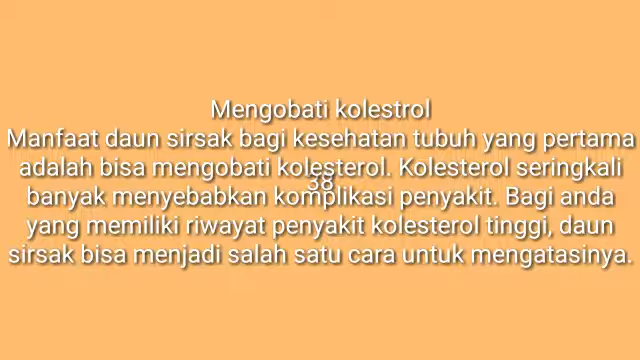 Mengobati kolestrol
Manfaat daun sirsak bagi kesehatan tubuh yang pertama
adalah bisa mengobati kolesterol. Kolesterol seringkali
38
banyak menyebabkan komplikasi penyakit. Bagi anda
yang memiliki riwayat penyakit kolesterol tinggi, daun
sirsak bisa menjadi salah satu cara untuk mengatasinya.